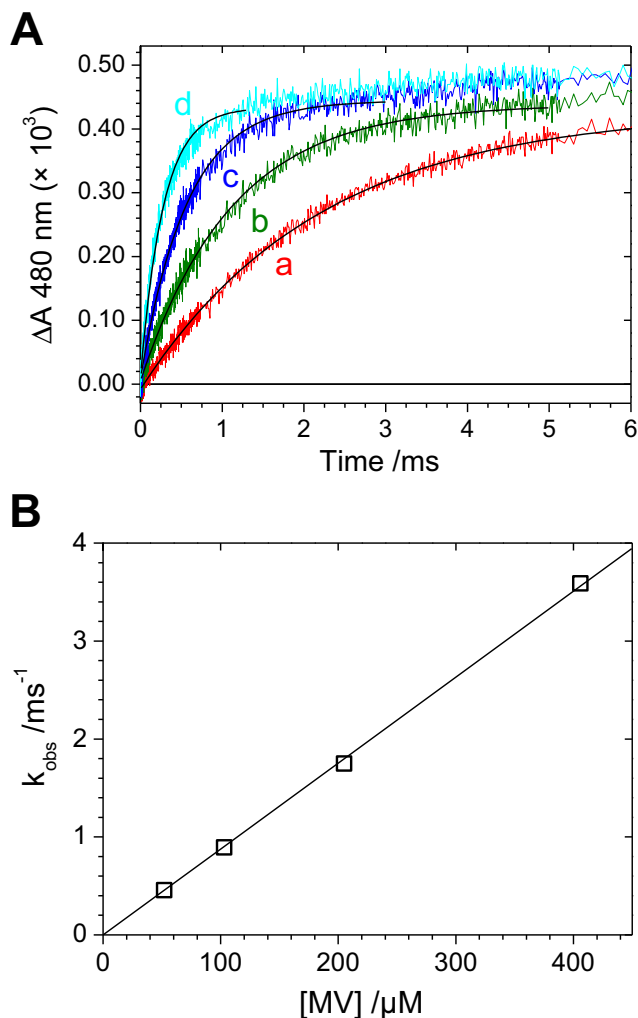 A
ΔA 480 nm (× 10³)
0.50
0.40
0.30
0.20
0.10
0.00
d
c
b
a
0 1 2 3 4 5 6
Time /ms
B
k_obs /ms⁻¹
4
3
2
1
0
0 100 200 300 400
[MV] /µM